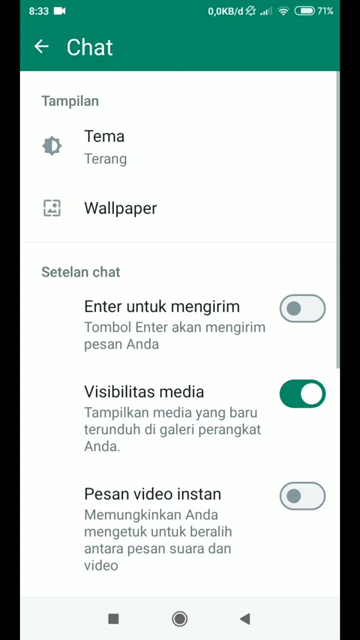 8:33 0,0KB/d 71%
Chat
Tampilan
Tema
Terang
Wallpaper
Setelan chat
Enter untuk mengirim
Tombol Enter akan mengirim
pesan Anda
Visibilitas media
Tampilkan media yang baru
terunduh di galeri perangkat
Anda.
Pesan video instan
Memungkinkan Anda
mengetuk untuk beralih
antara pesan suara dan
video